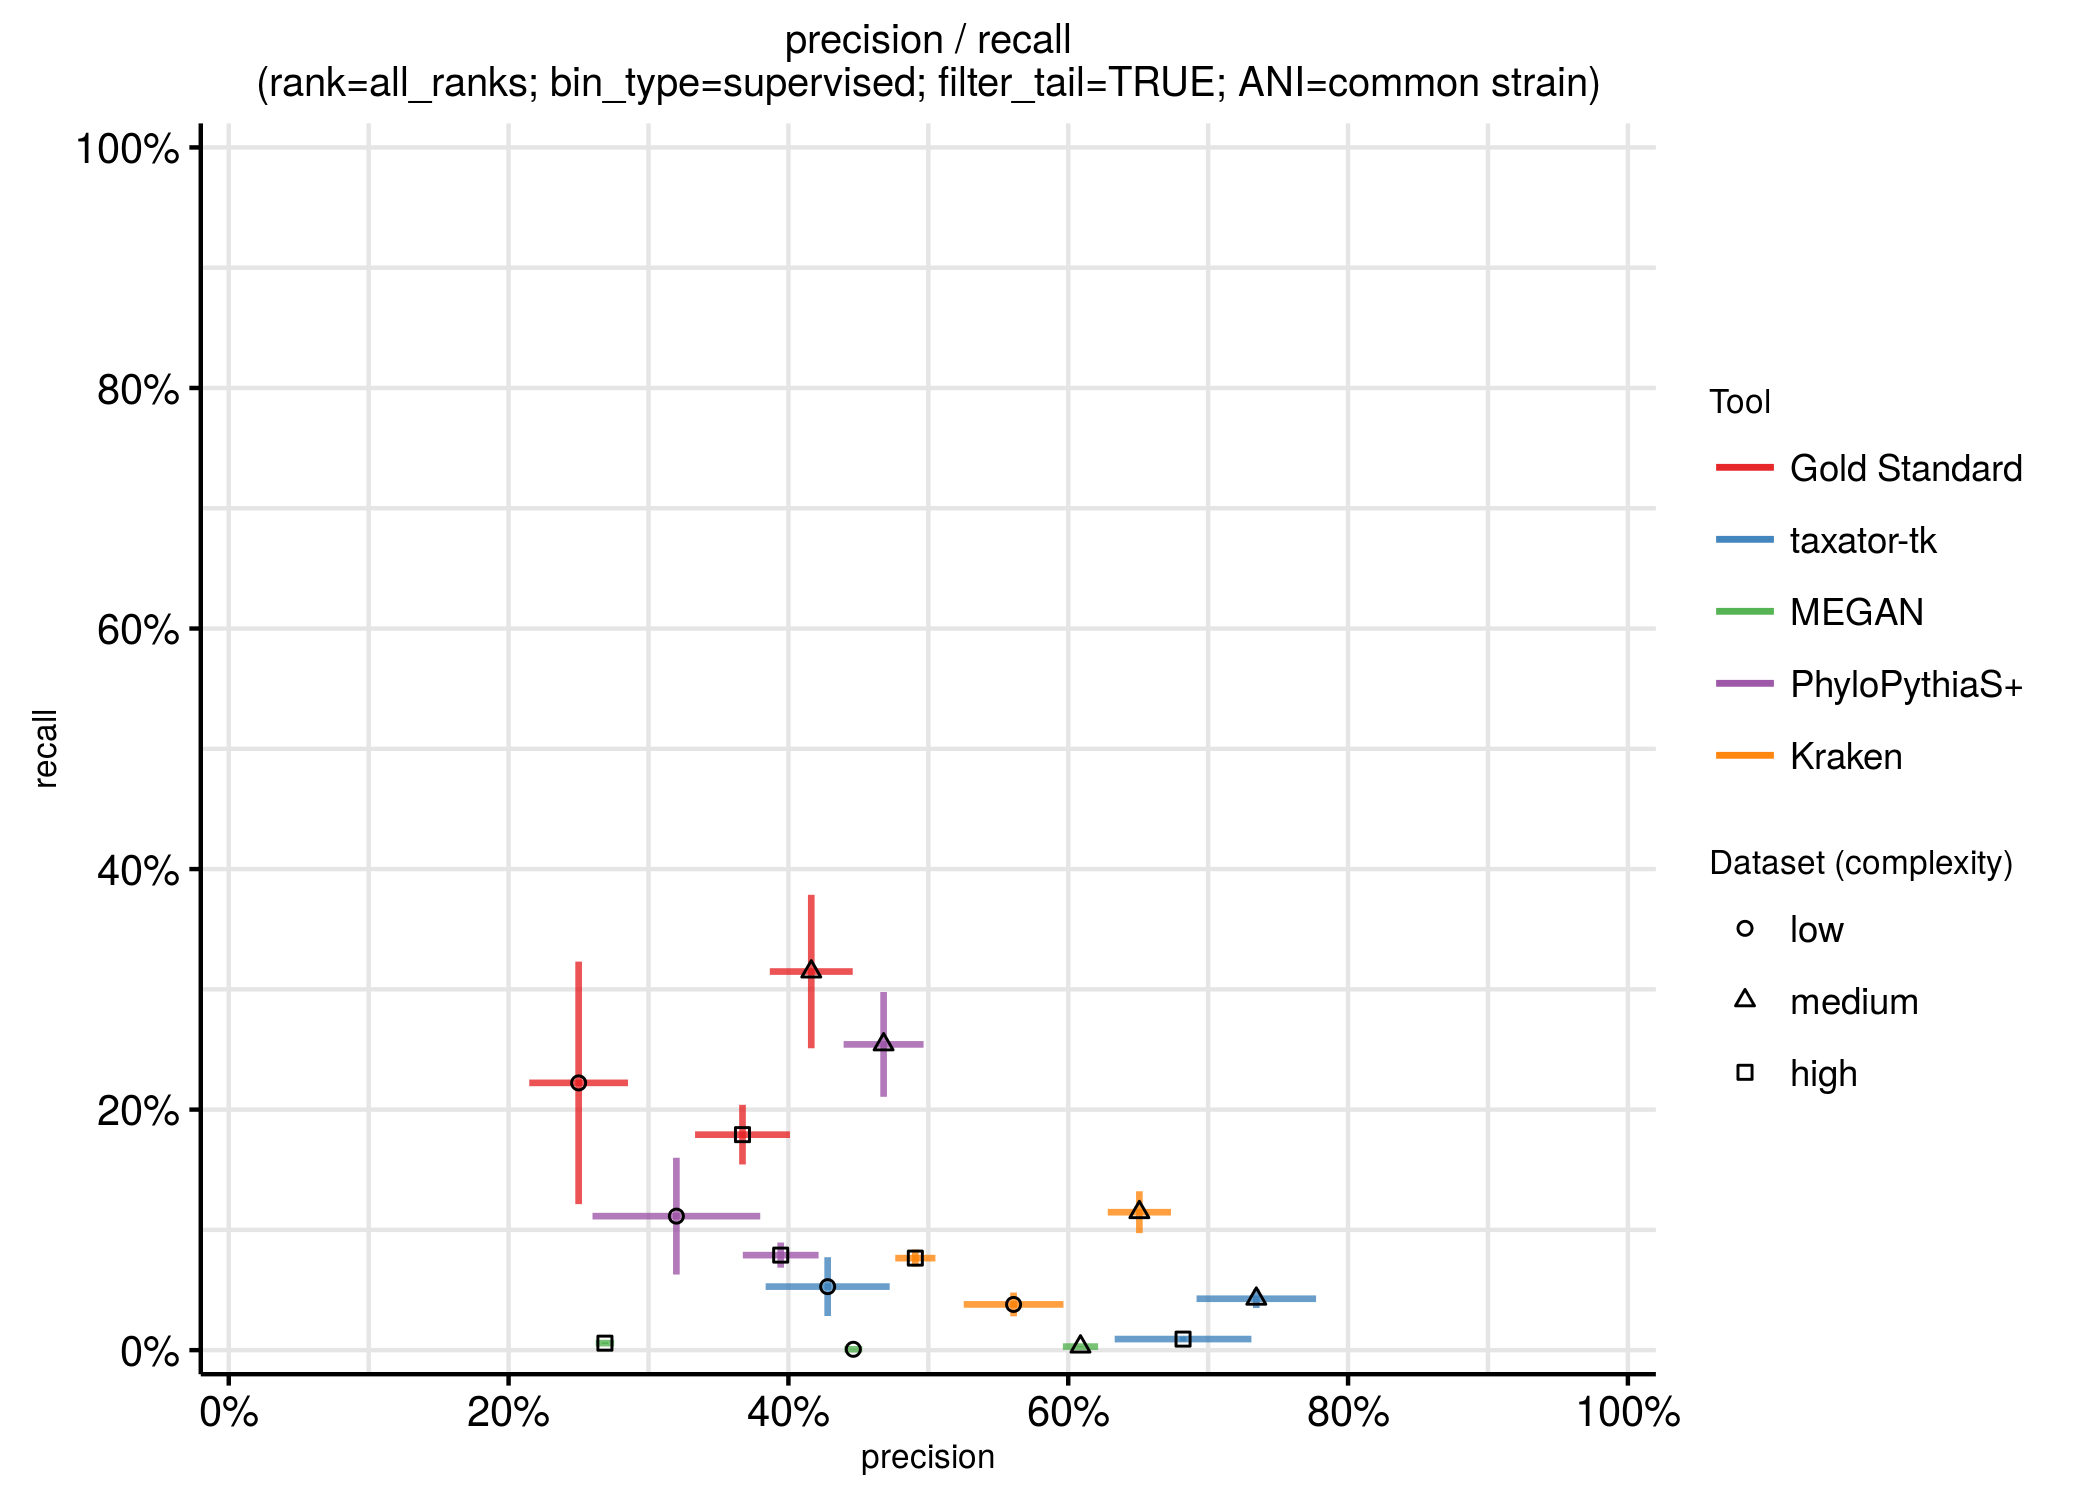 precision / recall
(rank=all_ranks; bin_type=supervised; filter_tail=TRUE; ANI=common strain)
100%
80%
60%
40%
20%
0%
recall
0%
20%
40%
60%
80%
100%
precision
Tool
Gold Standard
taxator-tk
MEGAN
PhyloPythiaS+
Kraken
Dataset (complexity)
low
medium
high